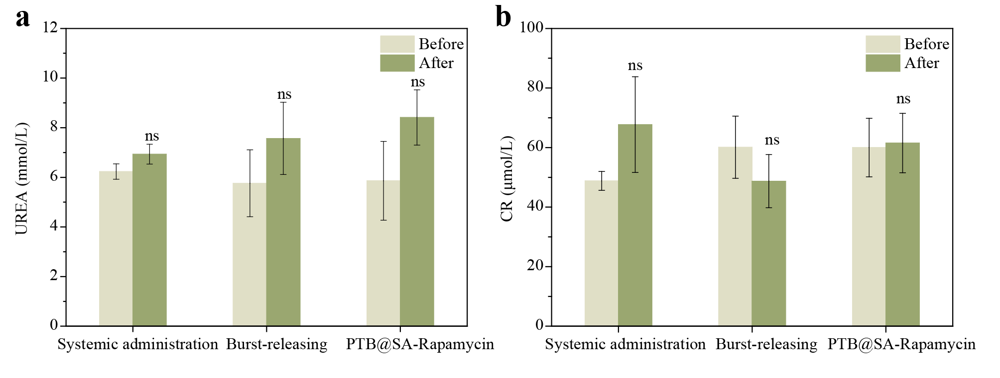 a
12
10
8
6
4
2
0
UREA (mmol/L)
Before
After
ns
ns
ns
Systemic administration
Burst-releasing
PTB@SA-Rapamycin
b
100
80
60
40
20
0
CR (μmol/L)
Before
After
ns
ns
ns
Systemic administration
Burst-releasing
PTB@SA-Rapamycin